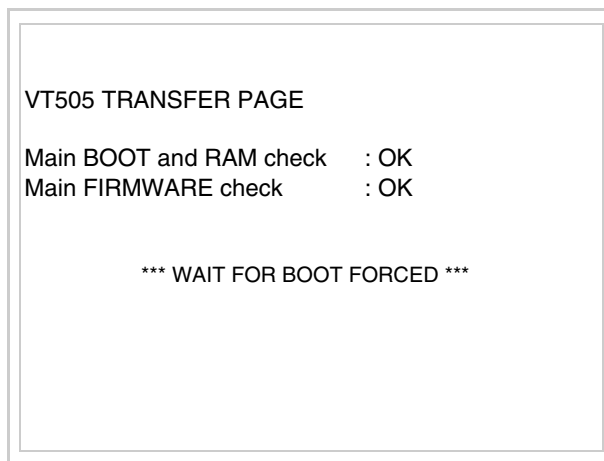 VT505 TRANSFER PAGE
Main BOOT and RAM check : OK
Main FIRMWARE check : OK
*** WAIT FOR BOOT FORCED ***